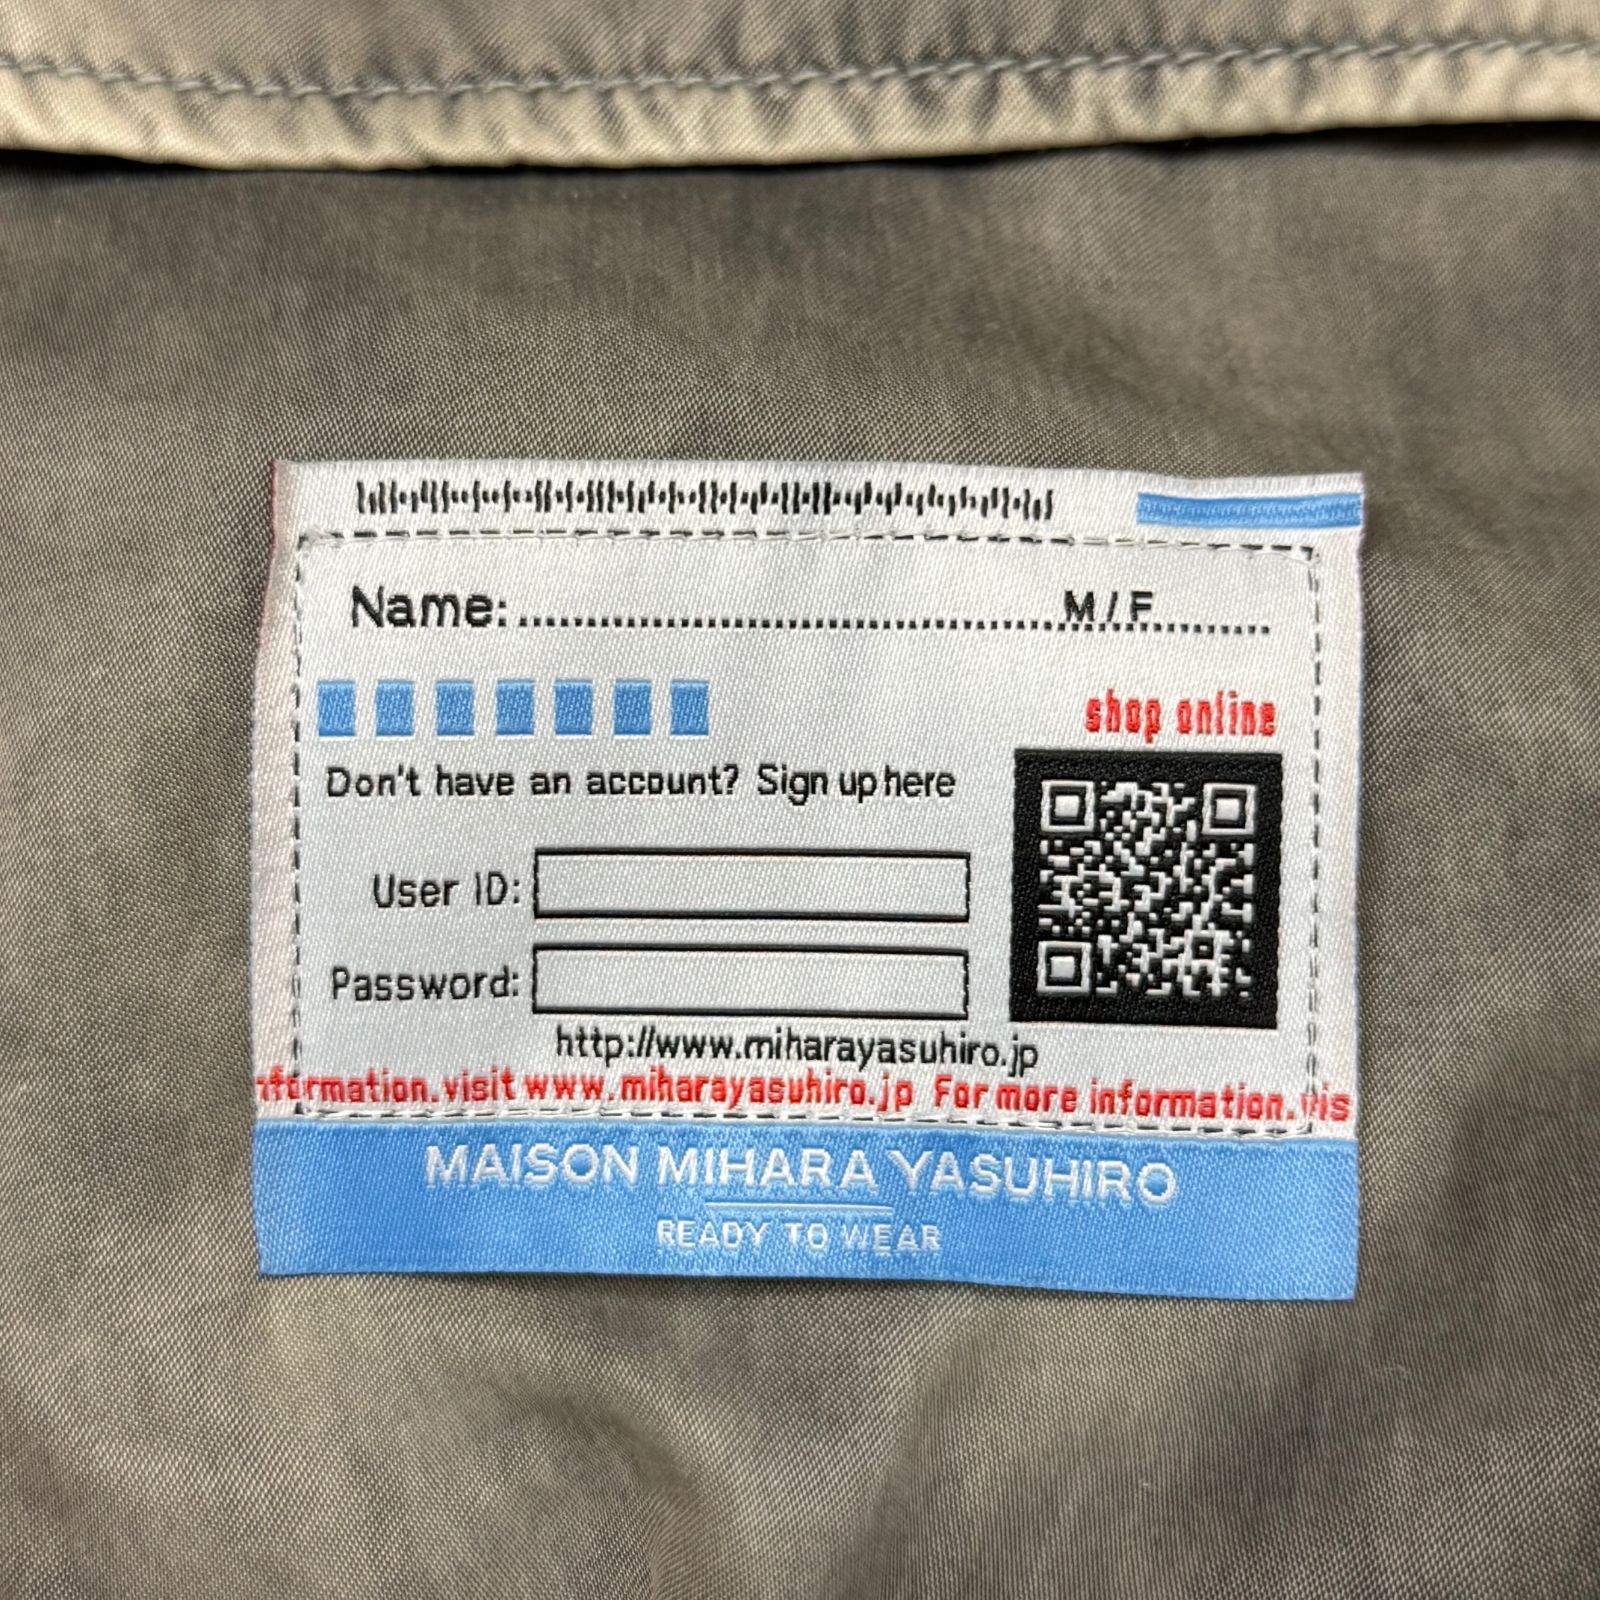 Name: M/F
shop online
Don't have an account? Sign up here
User ID:
Password:
http://www.miharayasuhiro.jp
nformation.visit www.miharayasuhiro.jp For more information.vis
MAISON MIHARA YASUHIRO
READY TO WEAR